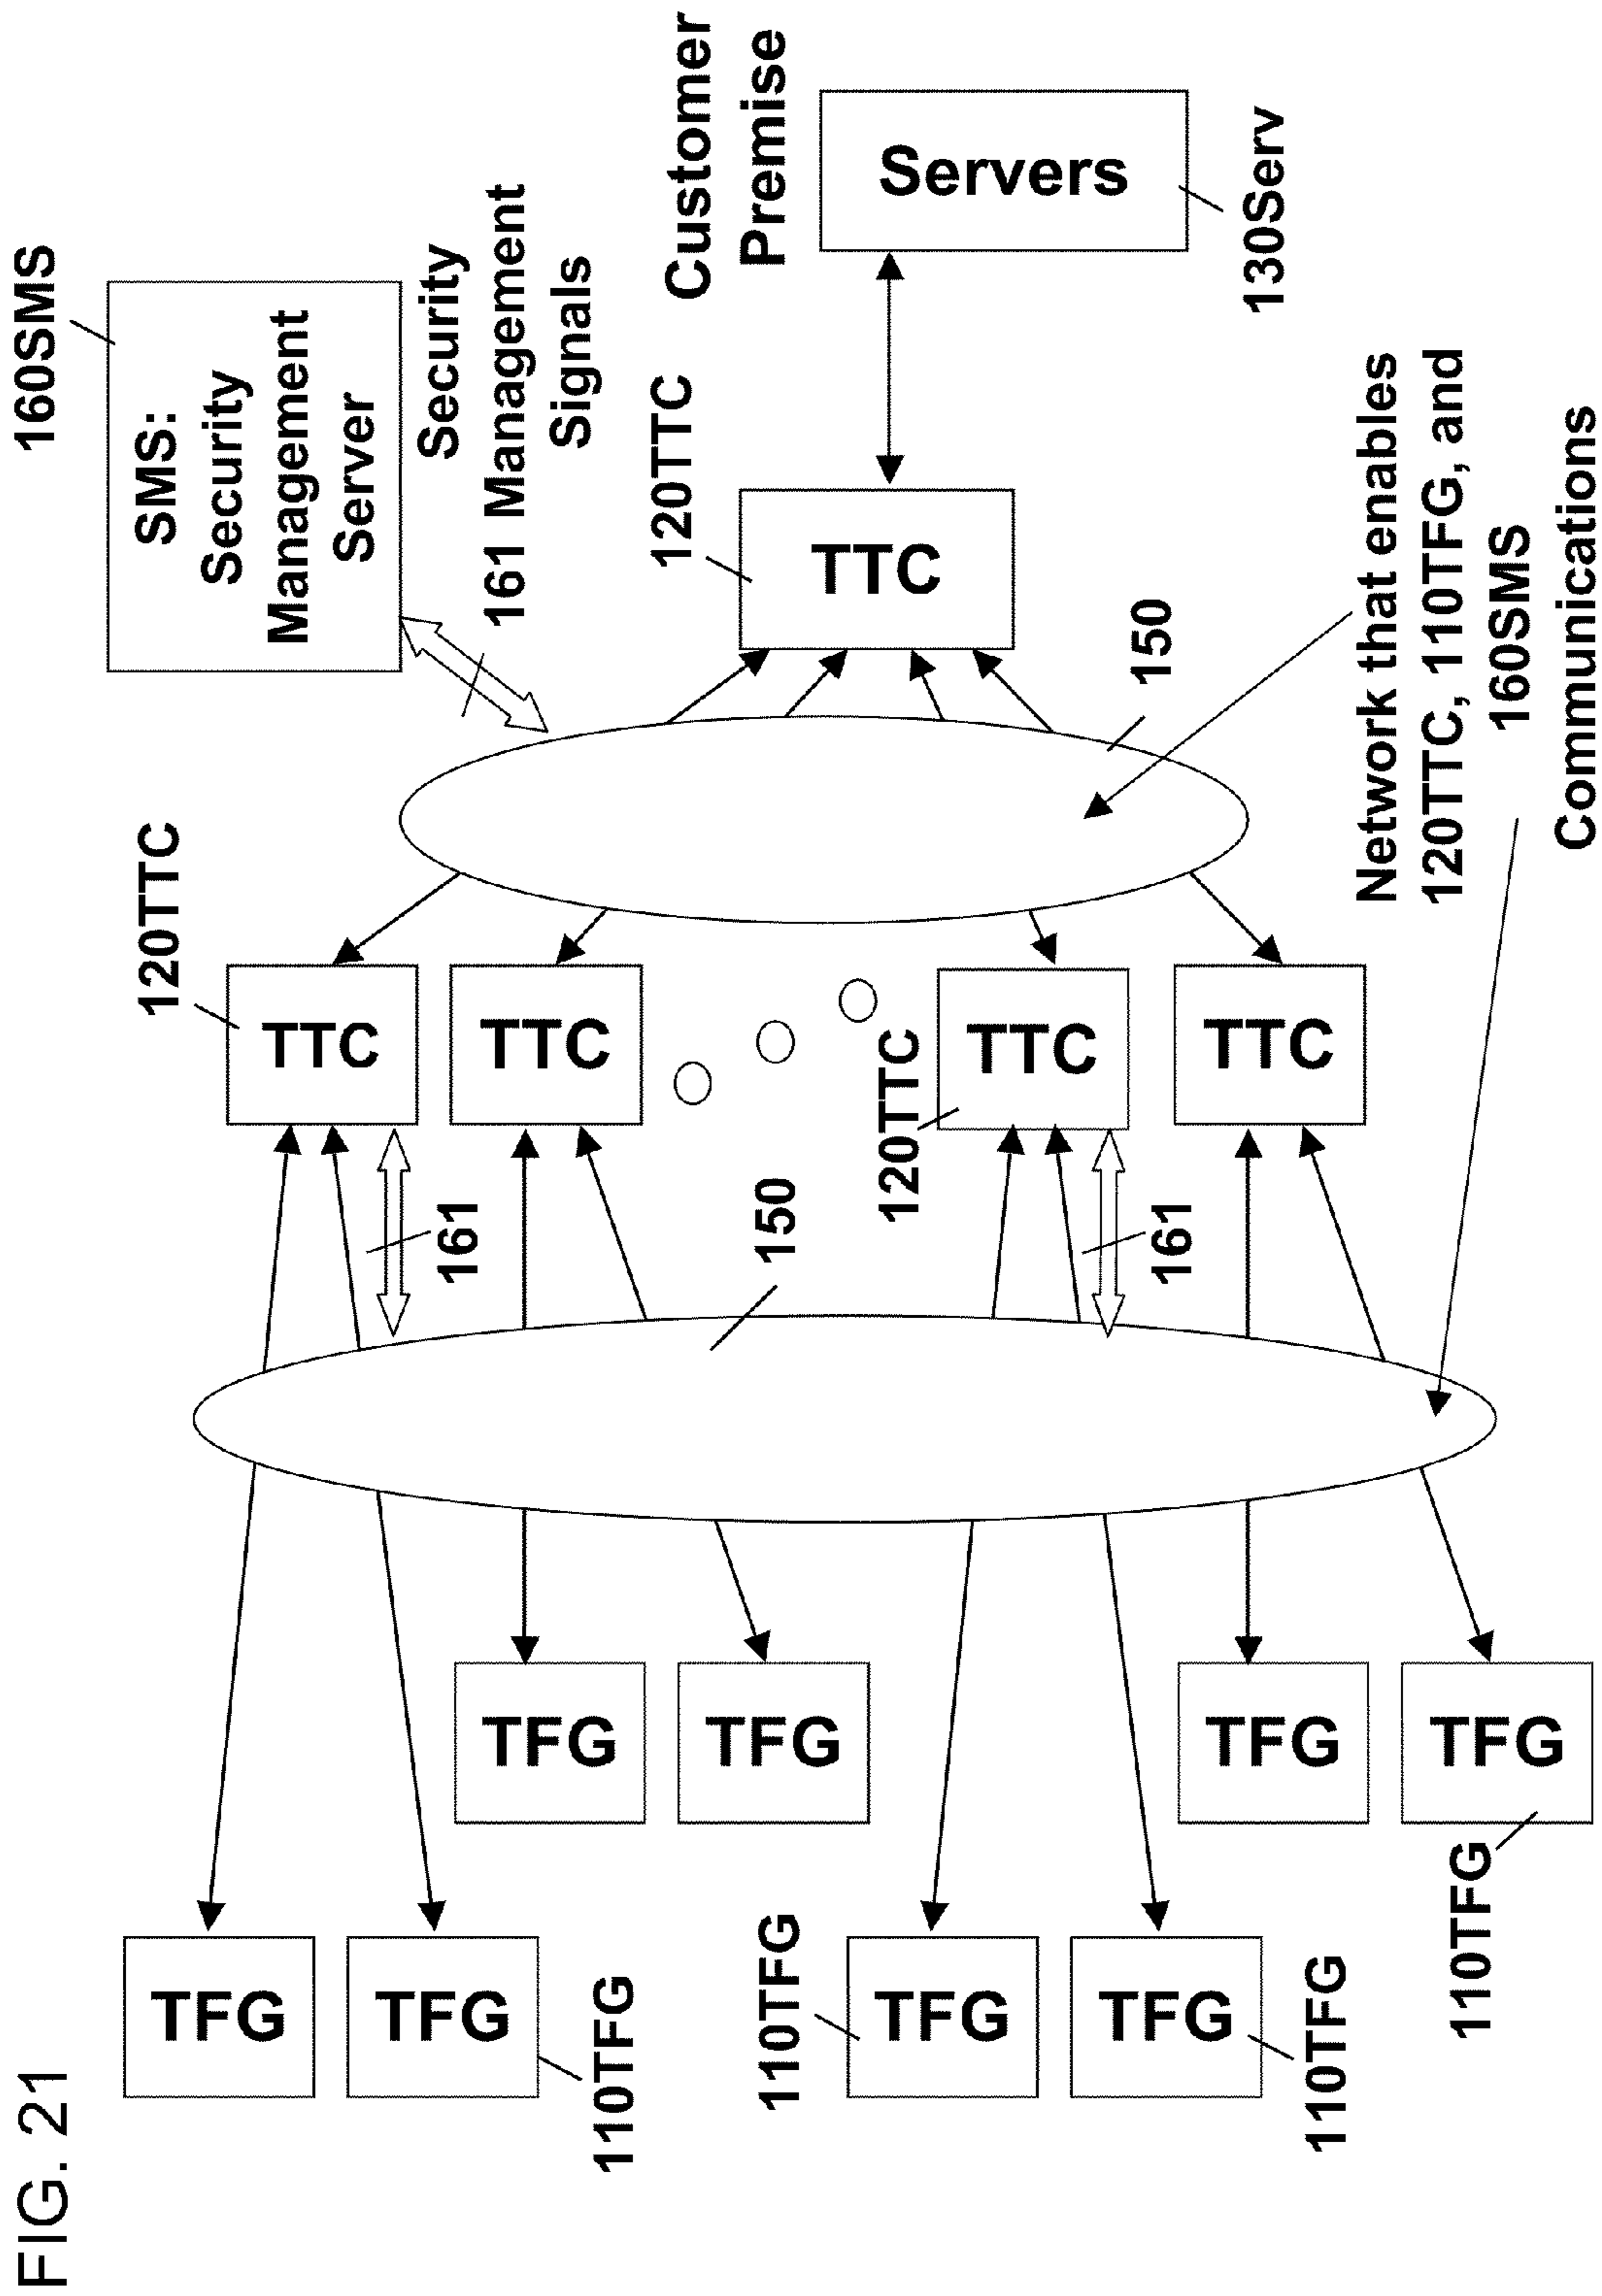 FIG. 21
160SMS
SMS:
Security
Management
Server
120TTC
TFG
TTC
TFG
Security
161 Management
Signals
161
110TFG
TFG
TTC
120TTC
Customer
Premise
TFG
150
110TFG
TTC
Servers
120TTC
TFG
TTC
TFG
161
150
130Serv
110TFG
TFG
TTC
Network that enables
120TTC, 110TFG, and
160SMS
Communications
110TFG
TFG